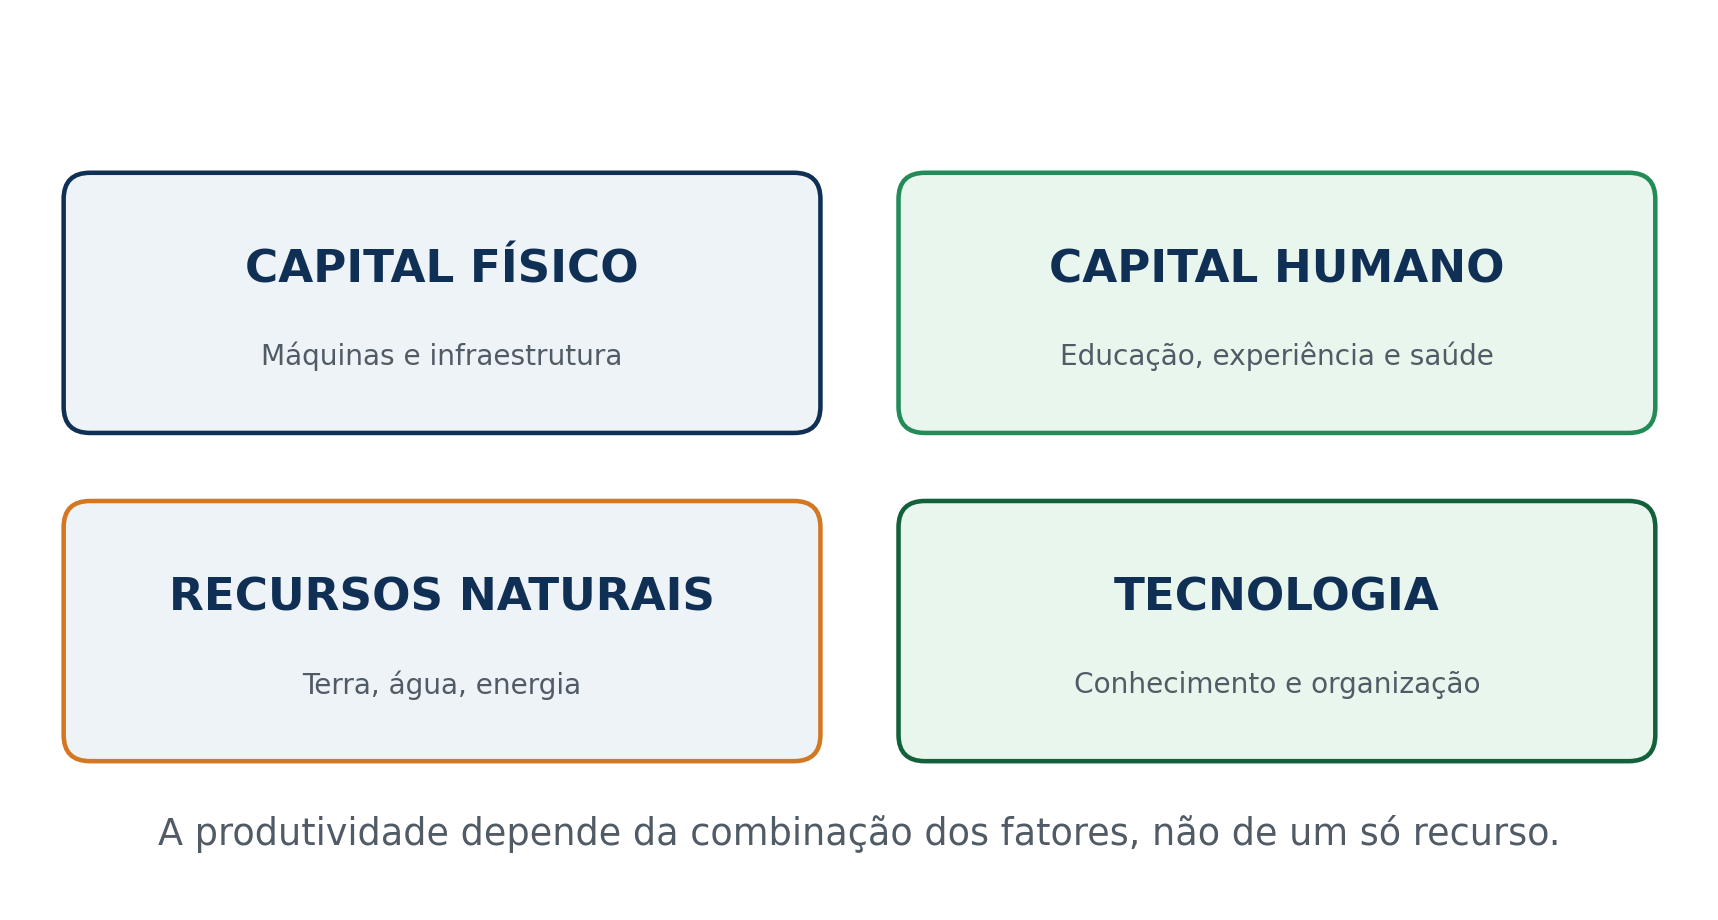 CAPITAL FÍSICO
Máquinas e infraestrutura
CAPITAL HUMANO
Educação, experiência e saúde
RECURSOS NATURAIS
Terra, água, energia
TECNOLOGIA
Conhecimento e organização
A produtividade depende da combinação dos fatores, não de um só recurso.